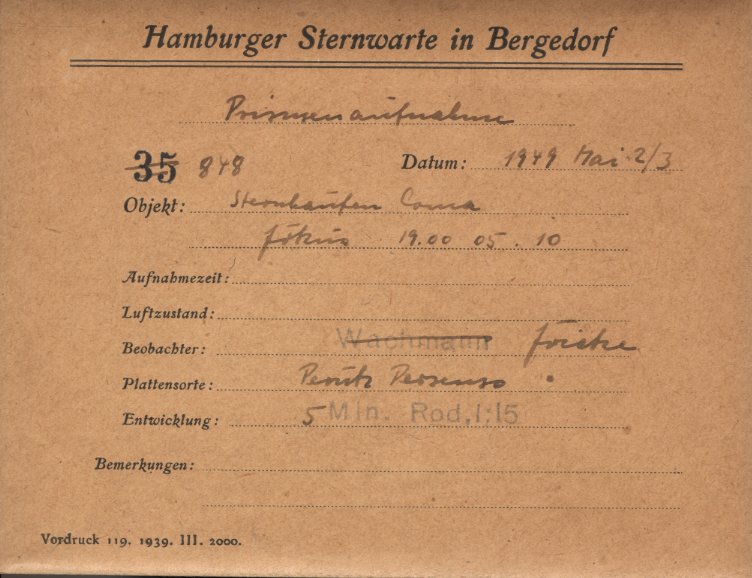 Hamburger Sternwarte in Bergedorf
Prismenaufnahme
35 848 Datum: 1949 Mai 2/3
Objekt: Sternhaufen Coma
Fokus 19.00 05. 10
Aufnahmezeit:
Luftzustand:
Beobachter: Wachmann Fricke
Plattensorte: Perutz Persenso
Entwicklung: 5 Min. Rod. 1:15
Bemerkungen:
Vordruck 119. 1939. III. 2000.